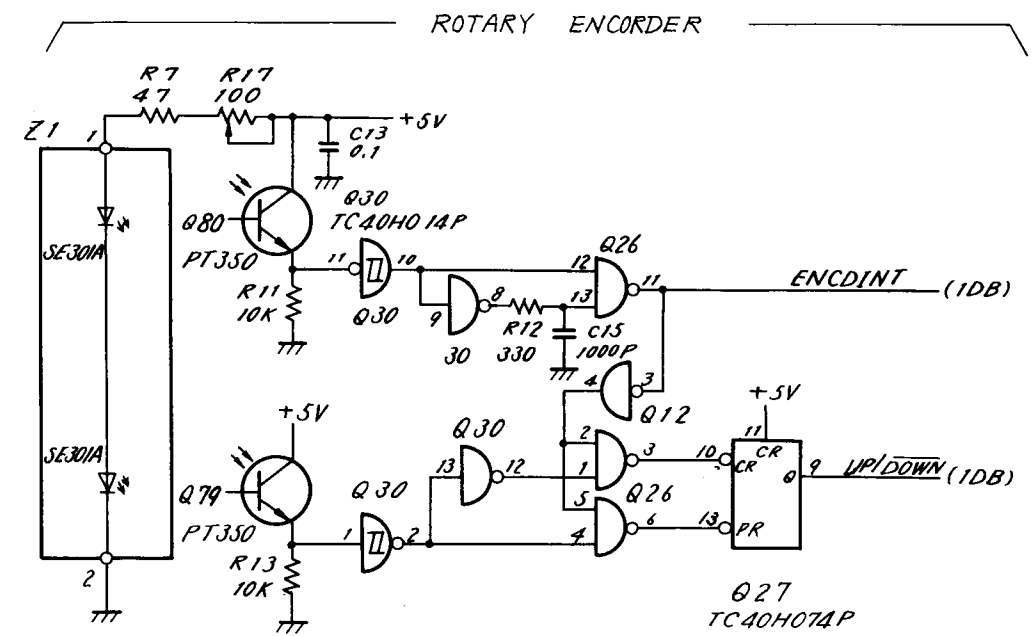 ROTARY ENCORDER
R7
47
R17
100
+5V
C13
0.1
Z1
1
SE301A
Q80
PT350
Q30
TC40H014P
11
10
Q30
R11
10K
9
8
30
R12
330
C15
1000P
Q26
12
13
11
ENCDINT
(1DB)
4
3
Q12
+5V
SE301A
Q79
PT350
R13
10K
2
Q30
1
2
Q30
13
12
2
1
3
5
4
6
Q26
+5V
11
CR
10
CR
Q
9
13
PR
UP/DOWN
(1DB)
Q27
TC40H074P